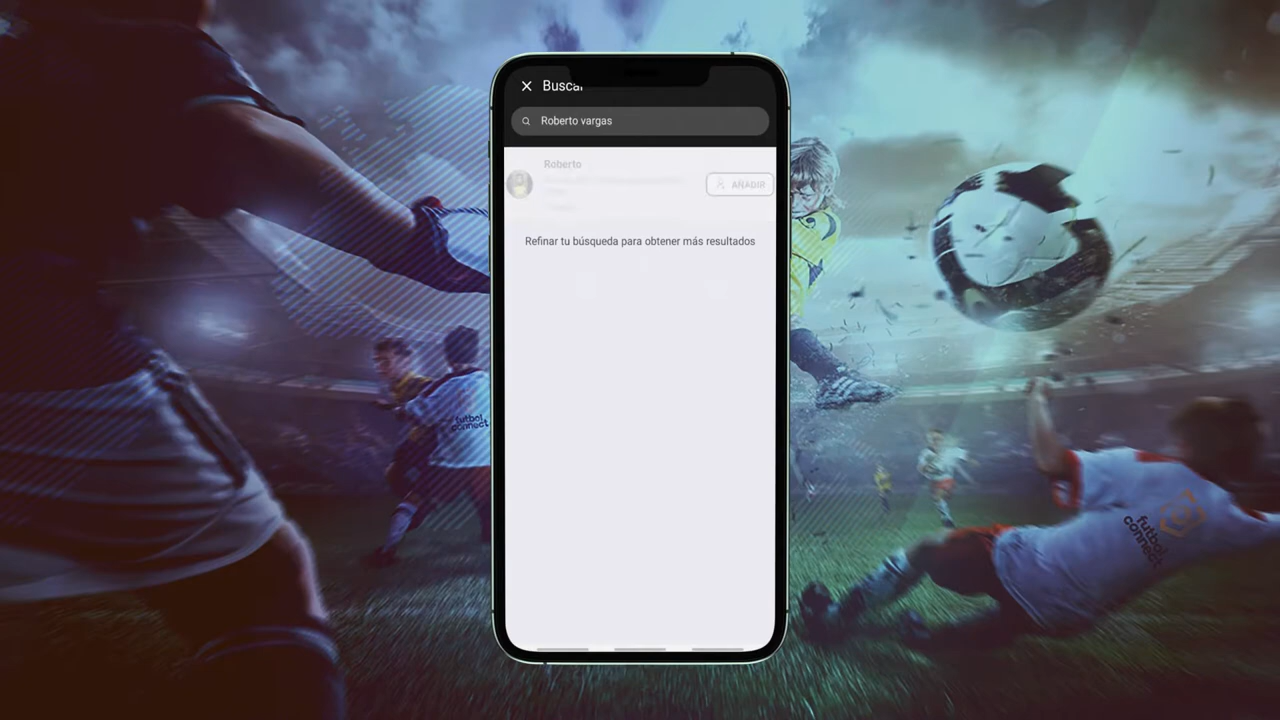 Buscar
Roberto vargas
Roberto
AÑADIR
Refinar tu búsqueda para obtener más resultados
futbol
connect
futbol
connect